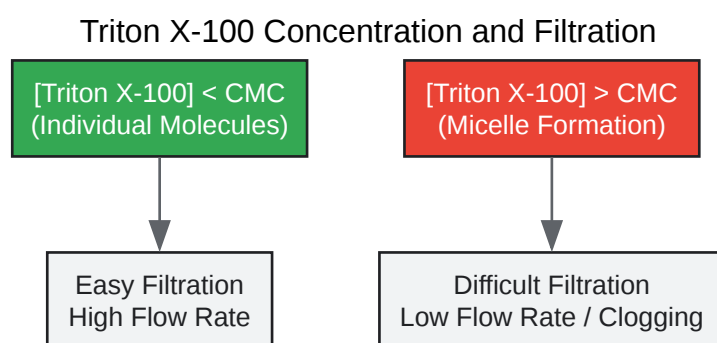 Triton X-100 Concentration and Filtration
[Triton X-100] < CMC
(Individual Molecules)
[Triton X-100] > CMC
(Micelle Formation)
Easy Filtration
High Flow Rate
Difficult Filtration
Low Flow Rate / Clogging